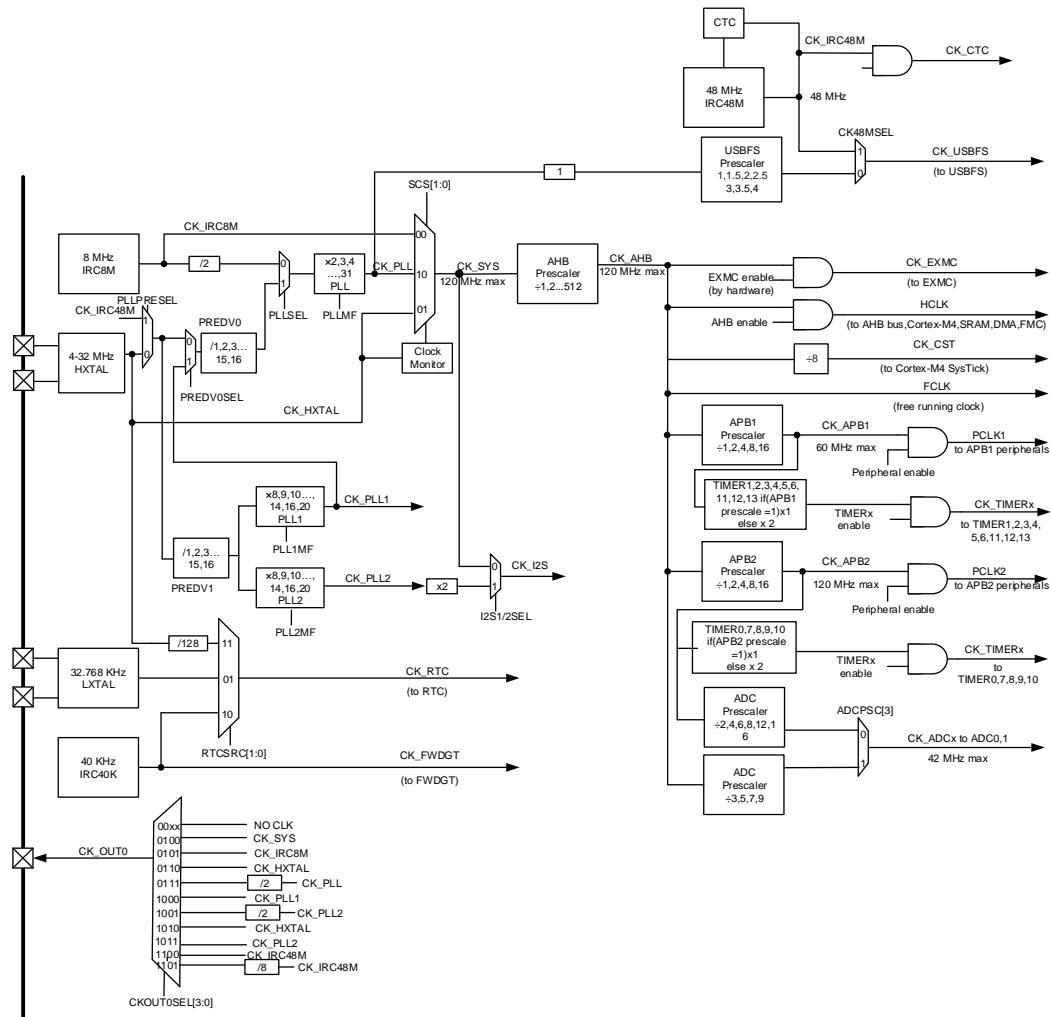 CTC
CK_IRC48M
CK_CTC
48 MHz
IRC48M
48 MHz
CK48MSEL
1
0
CK_USBFS
(to USBFS)
USBFS
Prescaler
1,1.5,2,2.5
3,3.5,4
1
SCS[1:0]
CK_IRC8M
8 MHz
IRC8M
/2
0
1
PLLSEL
×2,3,4
…,31
PLL
PLLMF
CK_PLL
00
10
01
CK_SYS
120 MHz max
AHB
Prescaler
÷1,2...512
CK_AHB
120 MHz max
EXMC enable
(by hardware)
CK_EXMC
(to EXMC)
HCLK
AHB enable
(to AHB bus,Cortex-M4,SRAM,DMA,FMC)
÷8
CK_CST
(to Cortex-M4 SysTick)
FCLK
(free running clock)
PLLPRESEL
CK_IRC48M
1
0
4-32 MHz
HXTAL
PREDV0
0
1
/1,2,3…
15,16
PREDV0SEL
Clock
Monitor
CK_HXTAL
APB1
Prescaler
÷1,2,4,8,16
CK_APB1
60 MHz max
Peripheral enable
PCLK1
to APB1 peripherals
TIMER1,2,3,4,5,6,
11,12,13 if(APB1
prescale =1)x1
else x 2
TIMERx
enable
CK_TIMERx
to TIMER1,2,3,4,
5,6,11,12,13
×8,9,10…,
14,16,20
PLL1
PLL1MF
CK_PLL1
/1,2,3…
15,16
PREDV1
×8,9,10…,
14,16,20
PLL2
PLL2MF
CK_PLL2
x2
0
1
CK_I2S
I2S1/2SEL
APB2
Prescaler
÷1,2,4,8,16
CK_APB2
120 MHz max
Peripheral enable
PCLK2
to APB2 peripherals
TIMER0,7,8,9,10
if(APB2 prescale
=1)x1
else x 2
TIMERx
enable
CK_TIMERx
to
TIMER0,7,8,9,10
/128
11
01
10
32.768 KHz
LXTAL
CK_RTC
(to RTC)
RTCSRC[1:0]
40 KHz
IRC40K
CK_FWDGT
(to FWDGT)
ADC
Prescaler
÷2,4,6,8,12,1
6
ADCPSC[3]
0
1
CK_ADCx to ADC0,1
42 MHz max
ADC
Prescaler
÷3,5,7,9
CK_OUT0
00xx NO CLK
0100 CK_SYS
0101 CK_IRC8M
0110 CK_HXTAL
0111 /2 CK_PLL
1000 CK_PLL1
1001 /2 CK_PLL2
1010 CK_HXTAL
1011 CK_PLL2
1100 CK_IRC48M
1101 /8 CK_IRC48M
CKOUT0SEL[3:0]